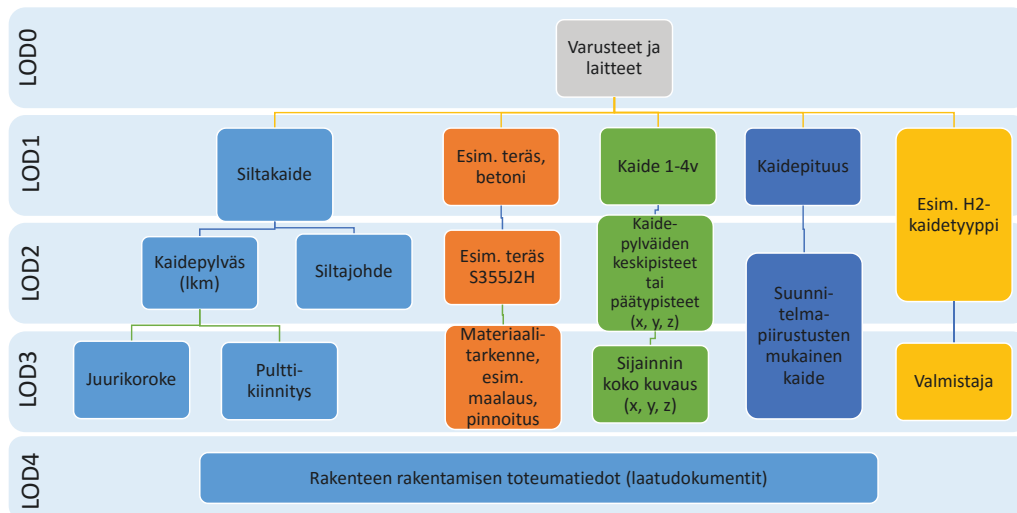 LOD0
Varusteet ja
laitteet
LOD1
Siltakaide
Esim. teräs,
betoni
Kaide 1-4v
Kaidepituus
Esim. H2-
kaidetyyppi
LOD2
Kaidepylväs
(lkm)
Siltajohde
Esim. teräs
S355J2H
Kaide-
pylväiden
keskipisteet
tai
päätypisteet
(x, y, z)
Suunni-
telma-
piirustusten
mukainen
kaide
LOD3
Juurikoroke
Pultti-
kiinnitys
Materiaali-
tarkenne,
esim.
maalaus,
pinnoitus
Sijainnin
koko kuvaus
(x, y, z)
Valmistaja
LOD4
Rakenteen rakentamisen toteumatiedot (laatudokumentit)